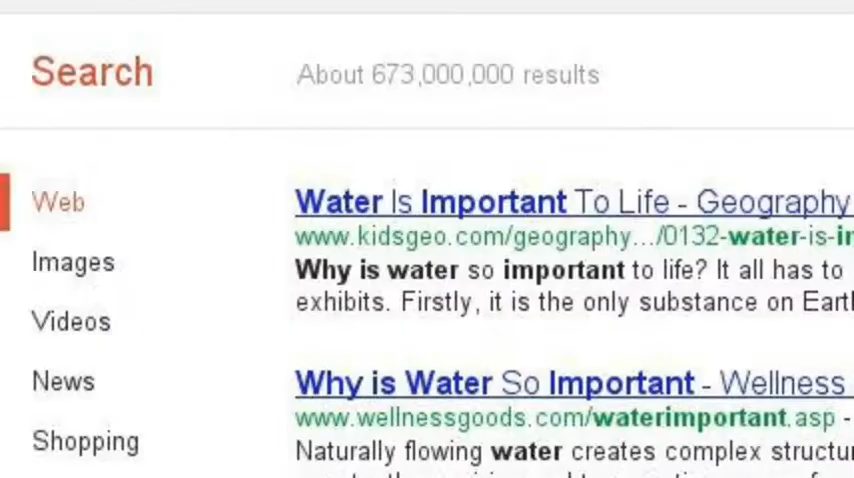 Search
About 673,000,000 results
Web
Images
Videos
News
Shopping
Water Is Important To Life - Geography
www.kidsgeo.com/geography.../0132-water-is-
Why is water so important to life? It all has to
exhibits. Firstly, it is the only substance on Earth
Why is Water So Important - Wellness
www.wellnessgoods.com/waterimportant.asp -
Naturally flowing water creates complex